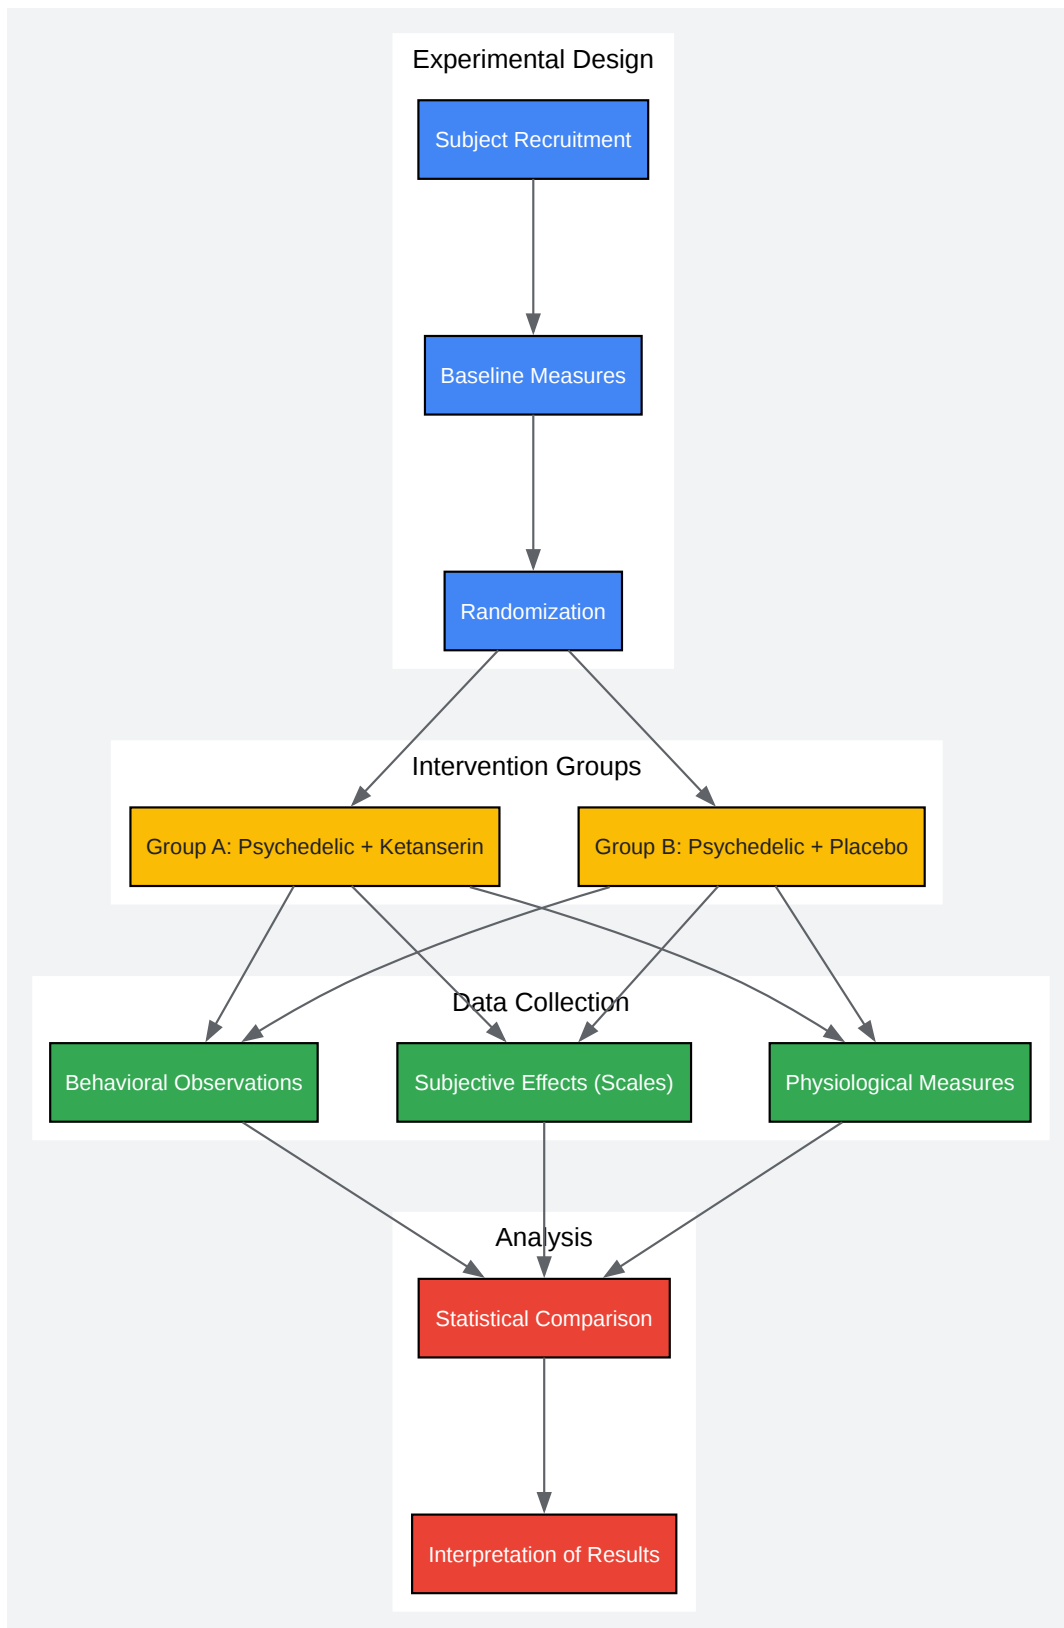 Experimental Design
Subject Recruitment
Baseline Measures
Randomization
Intervention Groups
Group A: Psychedelic + Ketanserin
Group B: Psychedelic + Placebo
Data Collection
Behavioral Observations
Subjective Effects (Scales)
Physiological Measures
Analysis
Statistical Comparison
Interpretation of Results